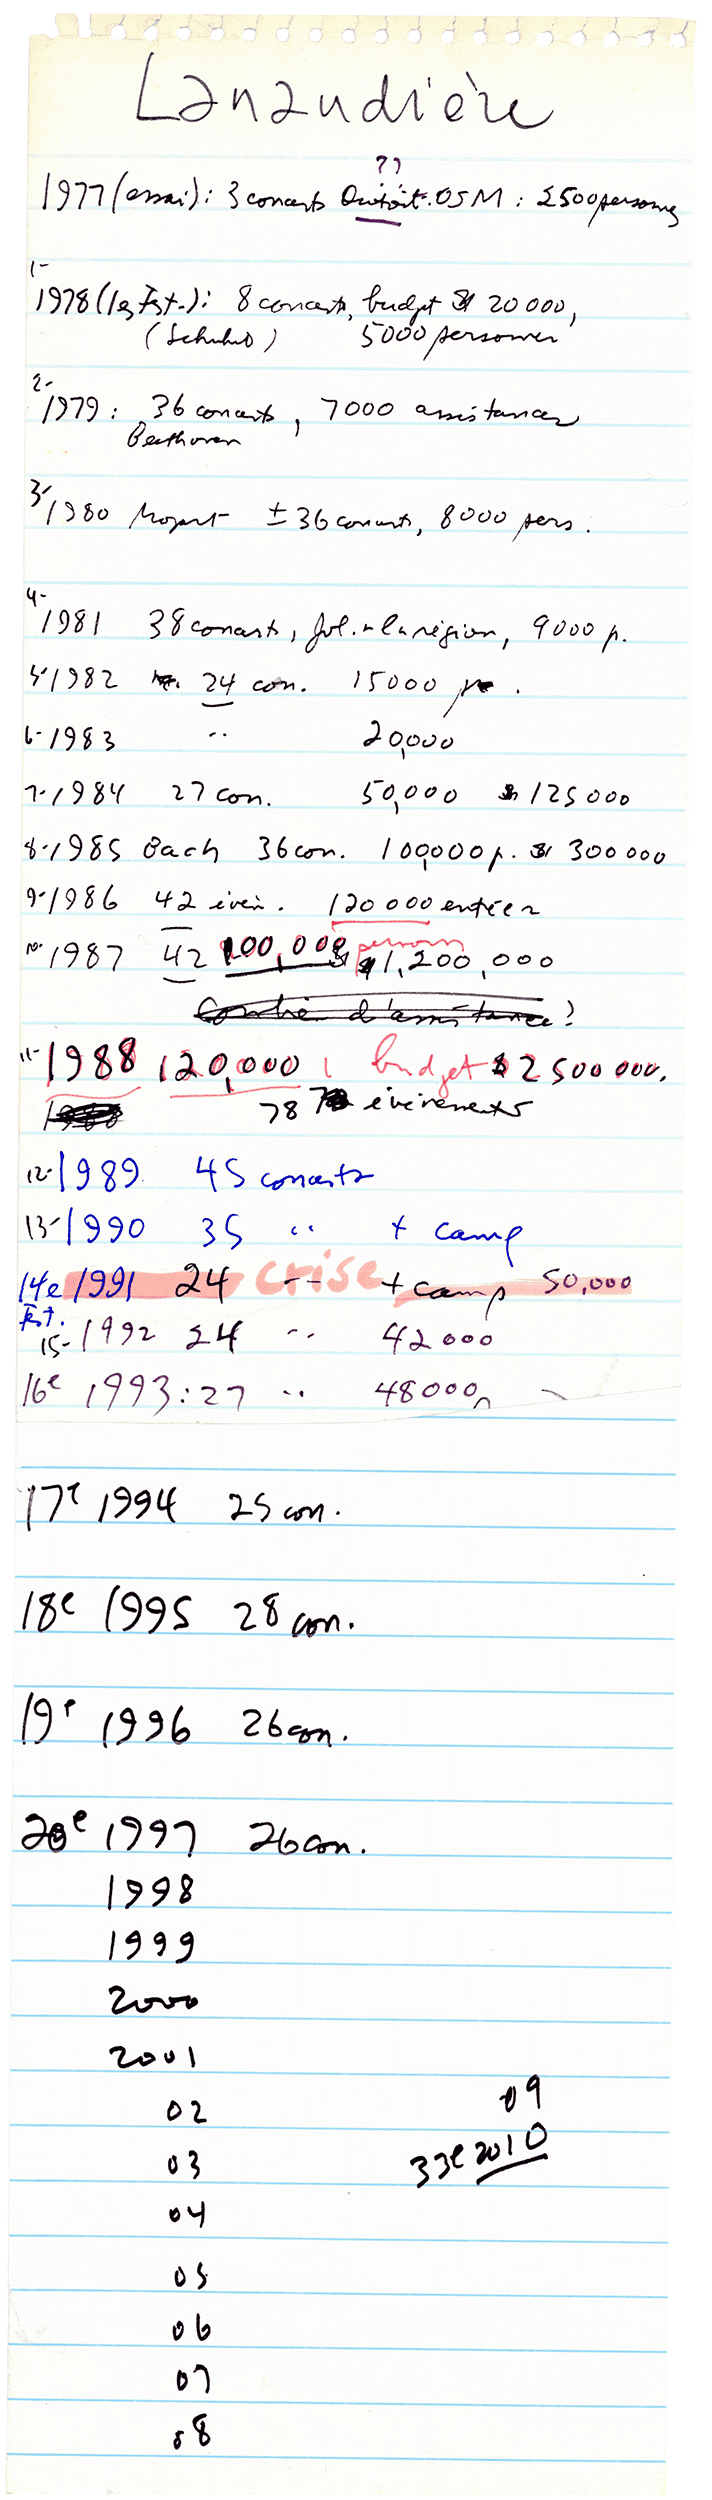 Lanaudière
??
1977 (essai): 3 concerts Dutoit. OSM: 2500 personnes
1- 1978 (1er Fest.): 8 concerts, budget $ 20 000,
(Schubert) 5000 personnes
2- 1979: 36 concerts, 7000 assistances
Beethoven
3- 1980 Mozart ± 36 concerts, 8000 pers.
4- 1981 38 concerts, la région, 9000 p.
5- 1982 24 con. 15000 p.
6- 1983 " 20,000
7- 1984 27 con. 50,000 $ 125 000
8- 1985 Bach 36 con. 100,000 p. $ 300 000
9- 1986 42 évén. 120 000 entrées
10- 1987 42 100,000 personnes $ 1,200,000
Combien d'assistance?
11- 1988 120,000 budget $ 2 500 000.
1988 78 événements
12- 1989 45 concerts
13- 1990 35 " + camp
14e 1991 24 " crise + camp 50,000
Fest.
15- 1992 24 " 42 000
16e 1993: 27 " 48 000
17e 1994 25 con.
18e 1995 28 con.
19e 1996 26 con.
20e 1997 26 con.
1998
1999
2000
2001
02 09
03 33e 2010
04
05
06
07
08